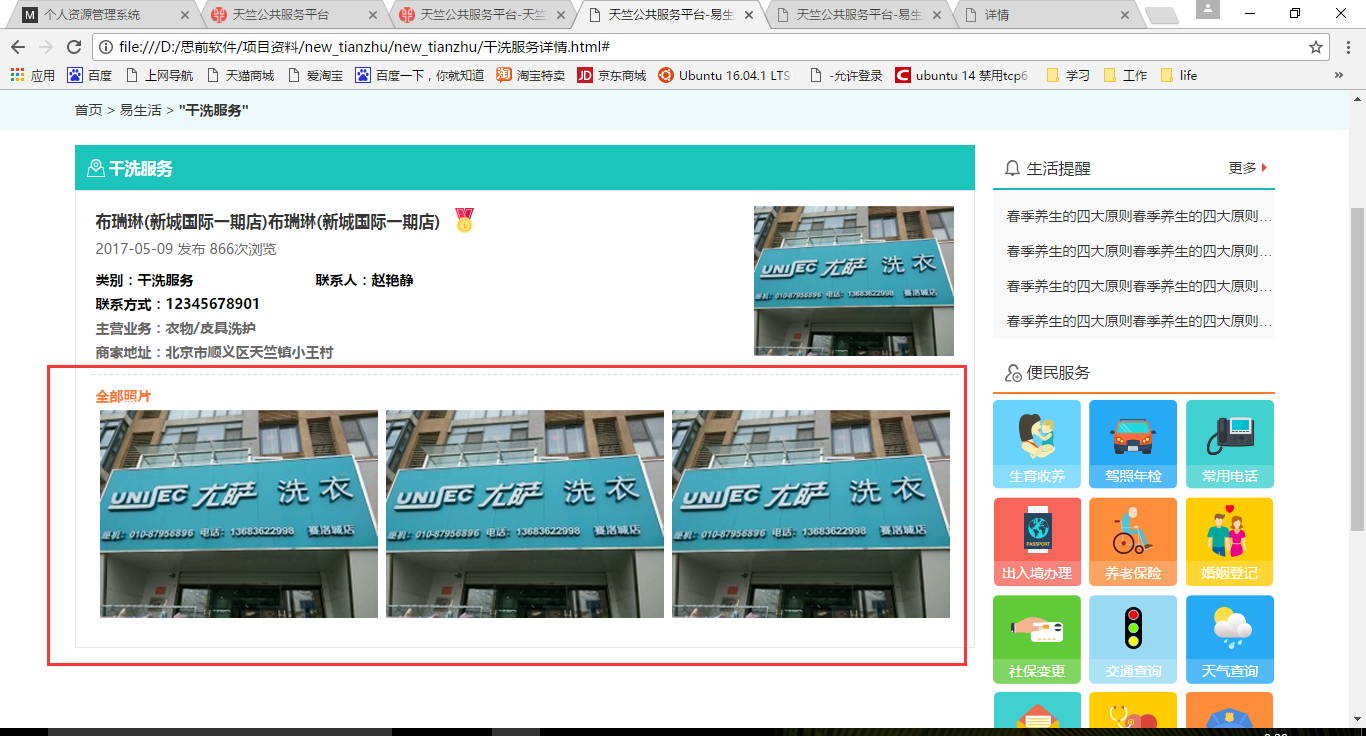 个人资源管理系统
天竺公共服务平台
天竺公共服务平台-天竺
天竺公共服务平台-易生
天竺公共服务平台-易生
详情
file:///D:/思前软件/项目资料/new_tianzhu/new_tianzhu/干洗服务详情.html#
应用 百度 上网导航 天猫商城 爱淘宝 百度一下，你就知道 淘宝特卖 京东商城 Ubuntu 16.04.1 LTS -允许登录 ubuntu 14 禁用tcp6 学习 工作 life »
首页 > 易生活 > "干洗服务"
干洗服务
布瑞琳(新城国际一期店)布瑞琳(新城国际一期店)
2017-05-09 发布 866次浏览
类别：干洗服务 联系人：赵艳静
联系方式：12345678901
主营业务：衣物/皮具洗护
商家地址：北京市顺义区天竺镇小王村
UNISEC 尤萨 洗衣
座机：010-87956896 电话：13683622998 赛洛城店
全部照片
UNISEC 尤萨 洗衣
座机：010-87956896 电话：13683622998 赛洛城店
UNISEC 尤萨 洗衣
座机：010-87956896 电话：13683622998 赛洛城店
UNISEC 尤萨 洗衣
座机：010-87956896 电话：13683622998 赛洛城店
生活提醒 更多
春季养生的四大原则春季养生的四大原则...
春季养生的四大原则春季养生的四大原则...
春季养生的四大原则春季养生的四大原则...
春季养生的四大原则春季养生的四大原则...
便民服务
生育收养 驾照年检 常用电话
PASSPORT
出入境办理 养老保险 婚姻登记
社保变更 交通查询 天气查询